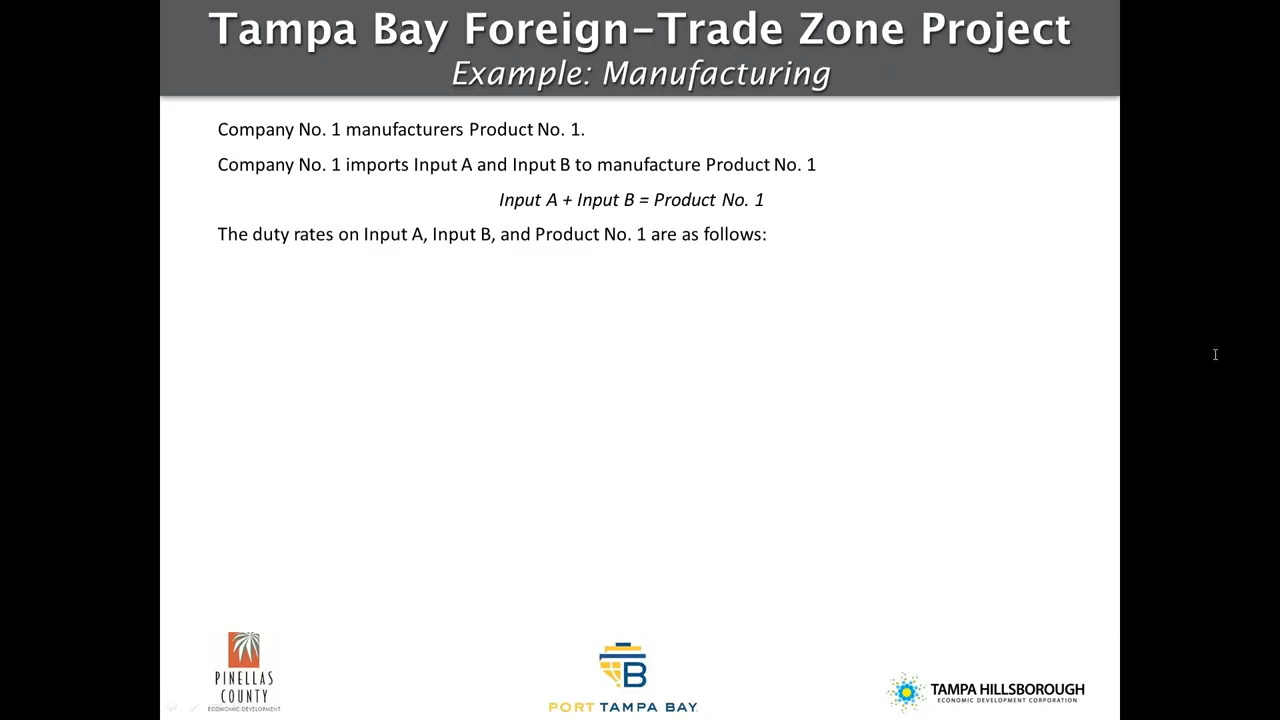 Tampa Bay Foreign-Trade Zone Project
Example: Manufacturing
Company No. 1 manufacturers Product No. 1.
Company No. 1 imports Input A and Input B to manufacture Product No. 1
Input A + Input B = Product No. 1
The duty rates on Input A, Input B, and Product No. 1 are as follows:
PINELLAS
COUNTY
ECONOMIC DEVELOPMENT
B
PORT TAMPA BAY
TAMPA HILLSBOROUGH
ECONOMIC DEVELOPMENT CORPORATION